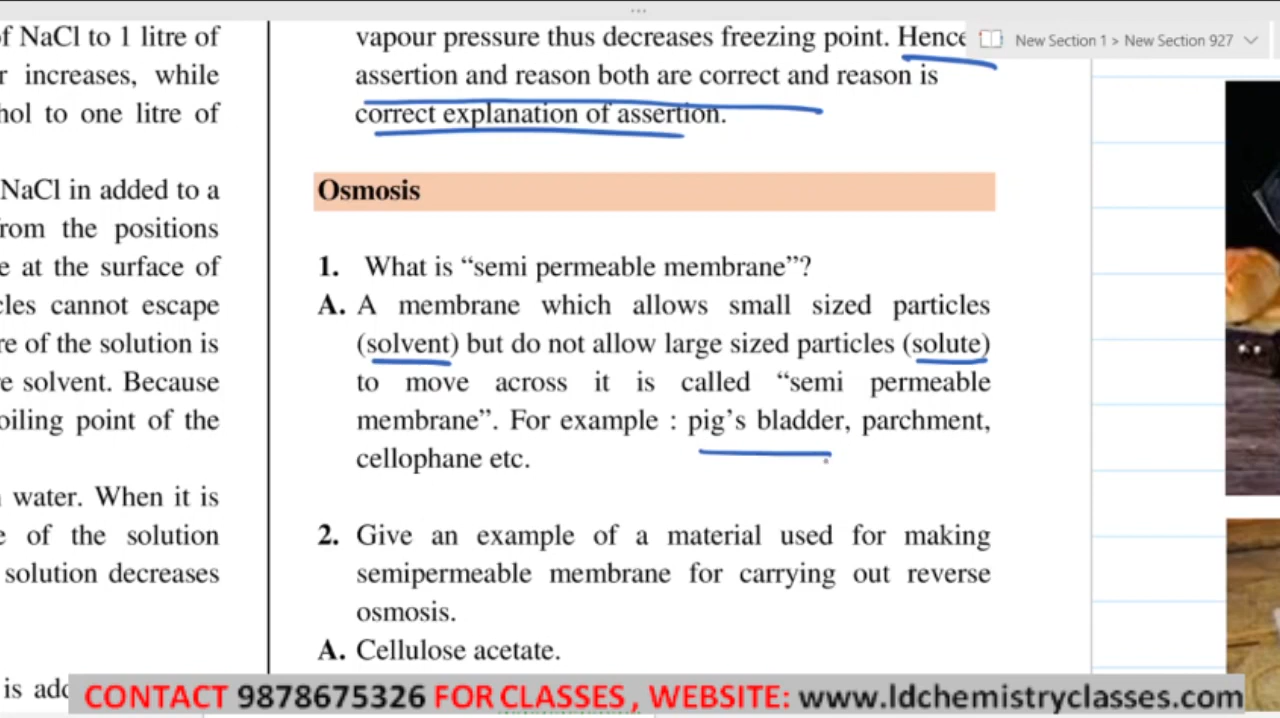 ...
New Section 1 > New Section 927
of NaCl to 1 litre of
increases, while
to one litre of
NaCl in added to a
from the positions
at the surface of
cannot escape
of the solution is
solvent. Because
boiling point of the
water. When it is
of the solution
solution decreases
is
vapour pressure thus decreases freezing point. Hence
assertion and reason both are correct and reason is
correct explanation of assertion.
Osmosis
1. What is “semi permeable membrane”?
A. A membrane which allows small sized particles
(solvent) but do not allow large sized particles (solute)
to move across it is called “semi permeable
membrane”. For example : pig’s bladder, parchment,
cellophane etc.
2. Give an example of a material used for making
semipermeable membrane for carrying out reverse
osmosis.
A. Cellulose acetate.
CONTACT 9878675326 FOR CLASSES , WEBSITE: www.ldchemistryclasses.com